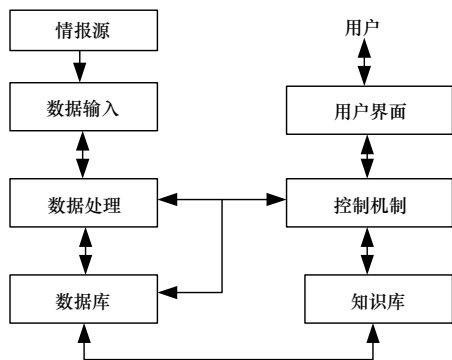 情报源
用户
数据输入
用户界面
数据处理
控制机制
数据库
知识库